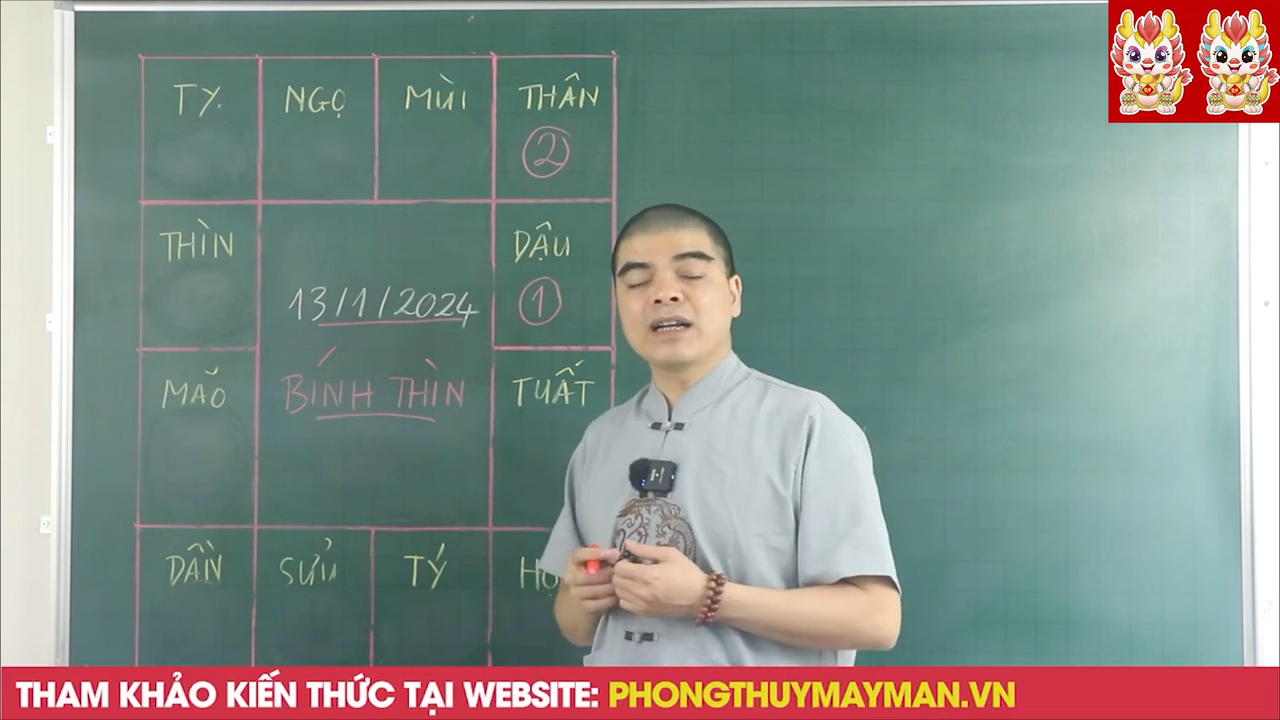 TỴ
NGỌ
MÙI
THÂN
2
THÌN
DẬU
1
13/1/2024
BÍNH THÌN
MÃO
TUẤT
DẦN
SỬU
TÝ
THAM KHẢO KIẾN THỨC TẠI WEBSITE: PHONGTHUYMAYMAN.VN